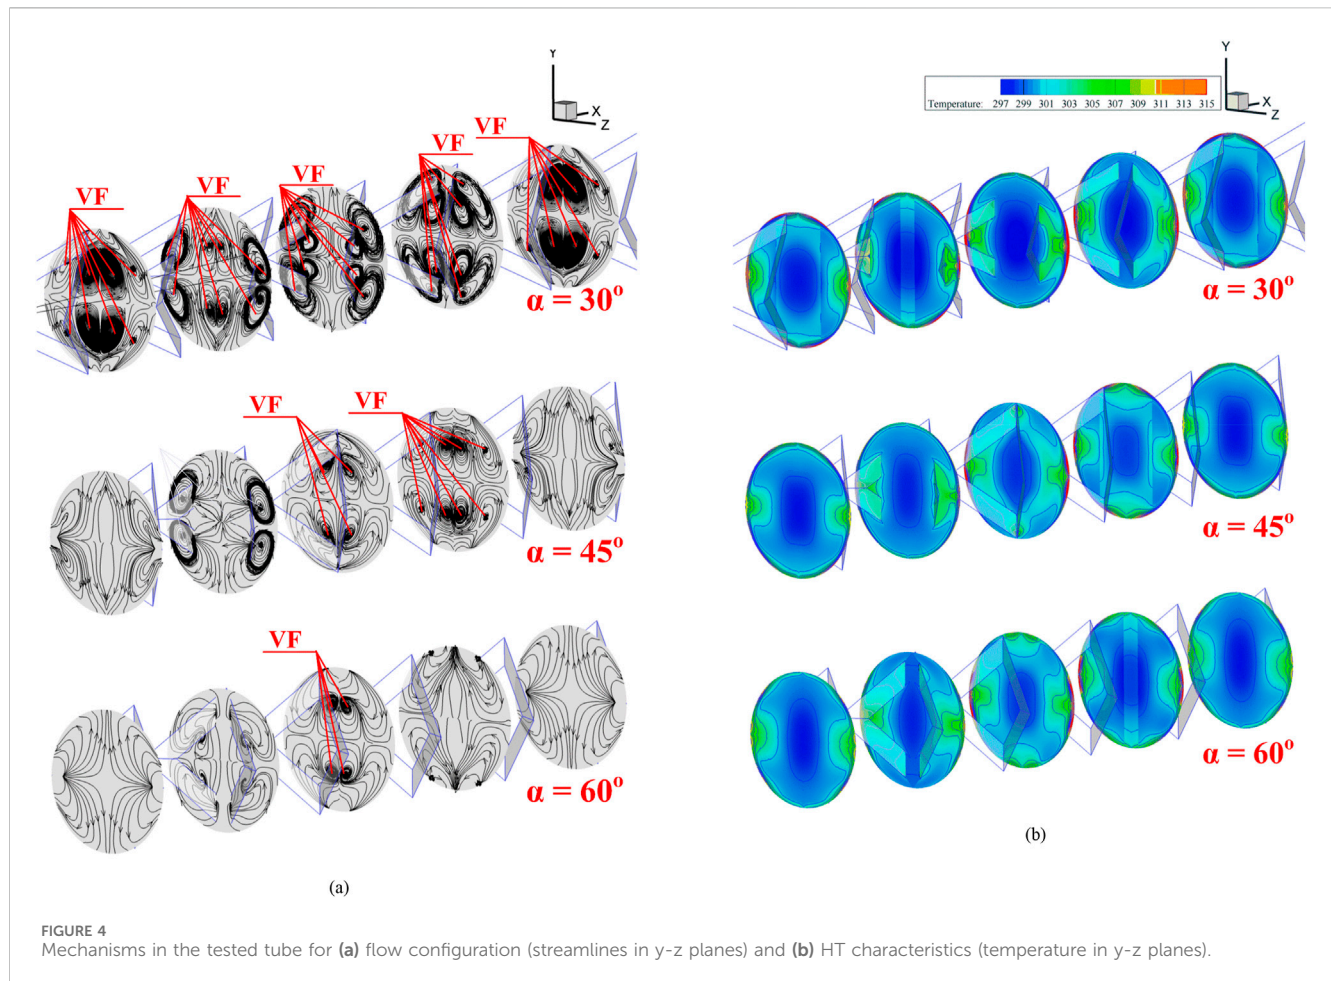 Y
X
Z
VF
VF
VF
VF
VF
α = 30°
VF
VF
α = 45°
VF
α = 60°
(a)
Y
X
Z
Temperature: 297 299 301 303 305 307 309 311 313 315
α = 30°
α = 45°
α = 60°
(b)
FIGURE 4
Mechanisms in the tested tube for (a) flow configuration (streamlines in y-z planes) and (b) HT characteristics (temperature in y-z planes).